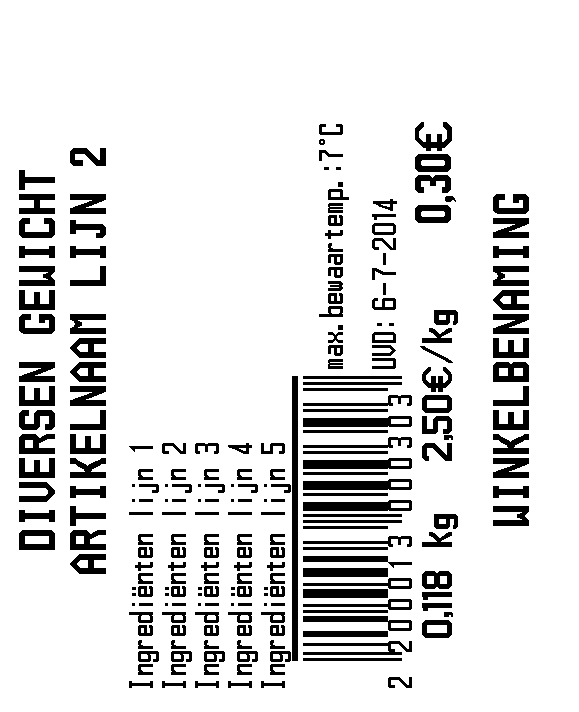 DIVERSEN GEWICHT
ARTIKELNAAM LIJN 2
Ingrediënten lijn 1
Ingrediënten lijn 2
Ingrediënten lijn 3
Ingrediënten lijn 4
Ingrediënten lijn 5
max.bewaartemp.:7°C
UVD: 6-7-2014
2 200013 000303
0,118 kg 2,50€/kg 0,30€
WINKELBENAMING